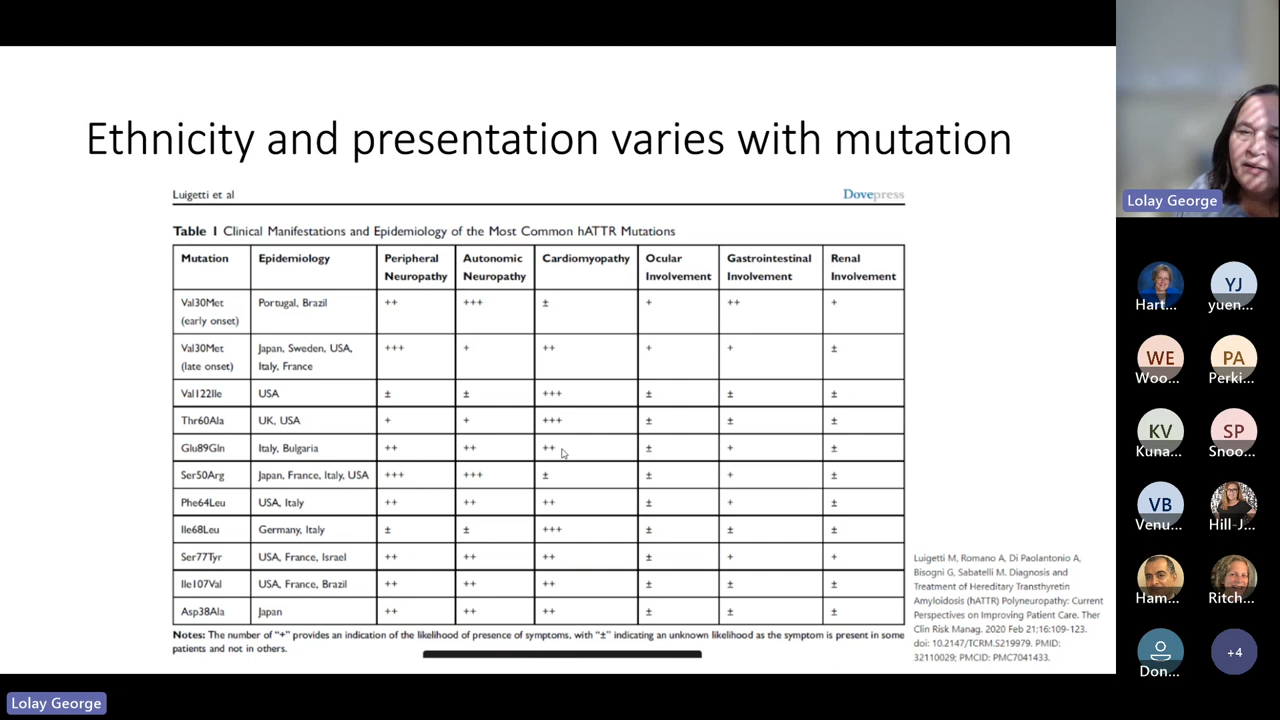 Ethnicity and presentation varies with mutation
Luigetti et al
Dovepress
Table 1 Clinical Manifestations and Epidemiology of the Most Common hATTR Mutations
Mutation Epidemiology Peripheral Neuropathy Autonomic Neuropathy Cardiomyopathy Ocular Involvement Gastrointestinal Involvement Renal Involvement
Val30Met (early onset) Portugal, Brazil ++ +++ ± + ++ +
Val30Met (late onset) Japan, Sweden, USA, Italy, France +++ + ++ + + ±
Val122Ile USA ± ± +++ ± ± ±
Thr60Ala UK, USA + + +++ ± ± ±
Glu89Gln Italy, Bulgaria ++ ++ ++ ± + ±
Ser50Arg Japan, France, Italy, USA +++ +++ ± ± + ±
Phe64Leu USA, Italy ++ ++ ++ ± + ±
Ile68Leu Germany, Italy ± ± +++ ± ± ±
Ser77Tyr USA, France, Israel ++ ++ ++ ± + +
Ile107Val USA, France, Brazil ++ ++ ++ ± ± ±
Asp38Ala Japan ++ ++ ++ ± ± ±
Notes: The number of "+" provides an indication of the likelihood of presence of symptoms, with "±" indicating an unknown likelihood as the symptom is present in some
patients and not in others.
Luigetti M, Romano A, Di Paolantonio A,
Bisogni G, Sabatelli M. Diagnosis and
Treatment of Hereditary Transthyretin
Amyloidosis (hATTR) Polyneuropathy: Current
Perspectives on Improving Patient Care. Ther
Clin Risk Manag. 2020 Feb 21;16:109-123.
doi: 10.2147/TCRM.S219979. PMID:
32110029; PMCID: PMC7041433.
Lolay George
Hart...
YJ
yuen...
WE
Woo...
PA
Perki...
KV
Kuna...
SP
Snoo...
VB
Venu...
Hill-J...
Ham...
Ritch...
Don...
+4
Lolay George